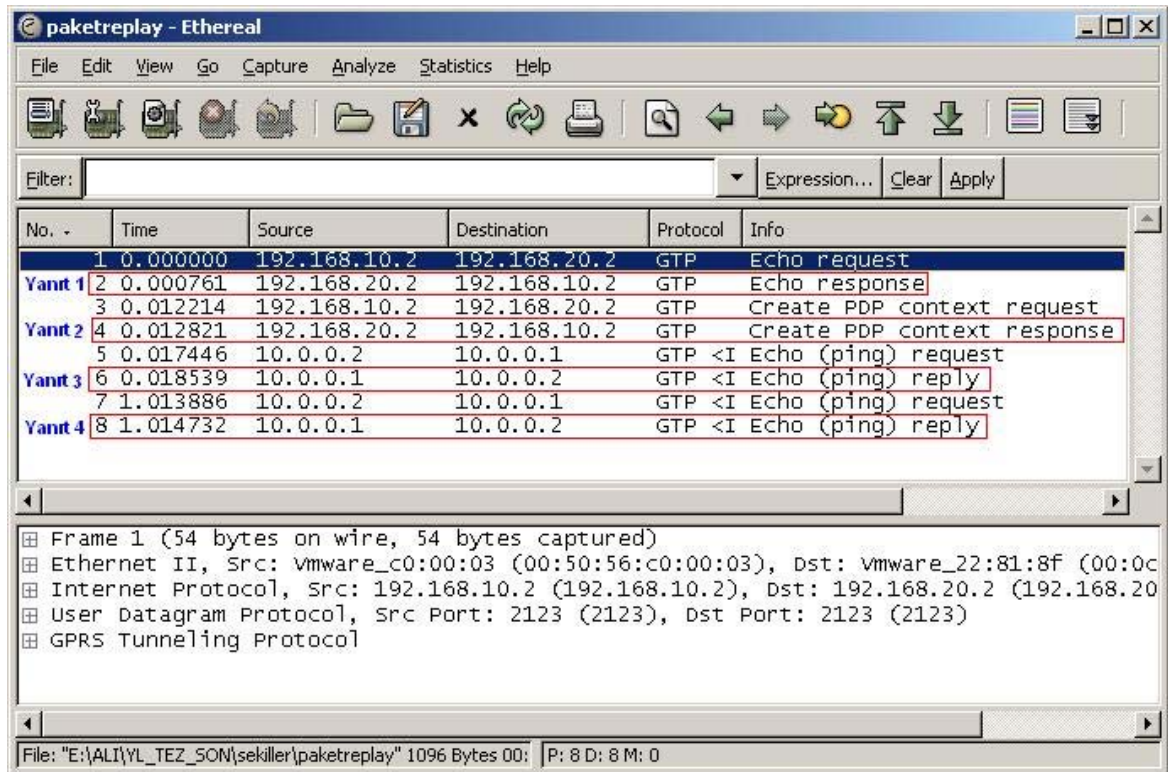 paketreplay - Ethereal
File Edit View Go Capture Analyze Statistics Help
Filter: Expression... Clear Apply
No. Time Source Destination Protocol Info
1 0.000000 192.168.10.2 192.168.20.2 GTP Echo request
Yanıt 1 2 0.000761 192.168.20.2 192.168.10.2 GTP Echo response
3 0.012214 192.168.10.2 192.168.20.2 GTP Create PDP context request
Yanıt 2 4 0.012821 192.168.20.2 192.168.10.2 GTP Create PDP context response
5 0.017446 10.0.0.2 10.0.0.1 GTP <I Echo (ping) request
Yanıt 3 6 0.018539 10.0.0.1 10.0.0.2 GTP <I Echo (ping) reply
7 1.013886 10.0.0.2 10.0.0.1 GTP <I Echo (ping) request
Yanıt 4 8 1.014732 10.0.0.1 10.0.0.2 GTP <I Echo (ping) reply
Frame 1 (54 bytes on wire, 54 bytes captured)
Ethernet II, Src: Vmware_c0:00:03 (00:50:56:c0:00:03), Dst: Vmware_22:81:8f (00:0c
Internet Protocol, Src: 192.168.10.2 (192.168.10.2), Dst: 192.168.20.2 (192.168.20
User Datagram Protocol, Src Port: 2123 (2123), Dst Port: 2123 (2123)
GPRS Tunneling Protocol
File: "E:\ALI\YL_TEZ_SON\sekiller\paketreplay" 1096 Bytes 00: P: 8 D: 8 M: 0